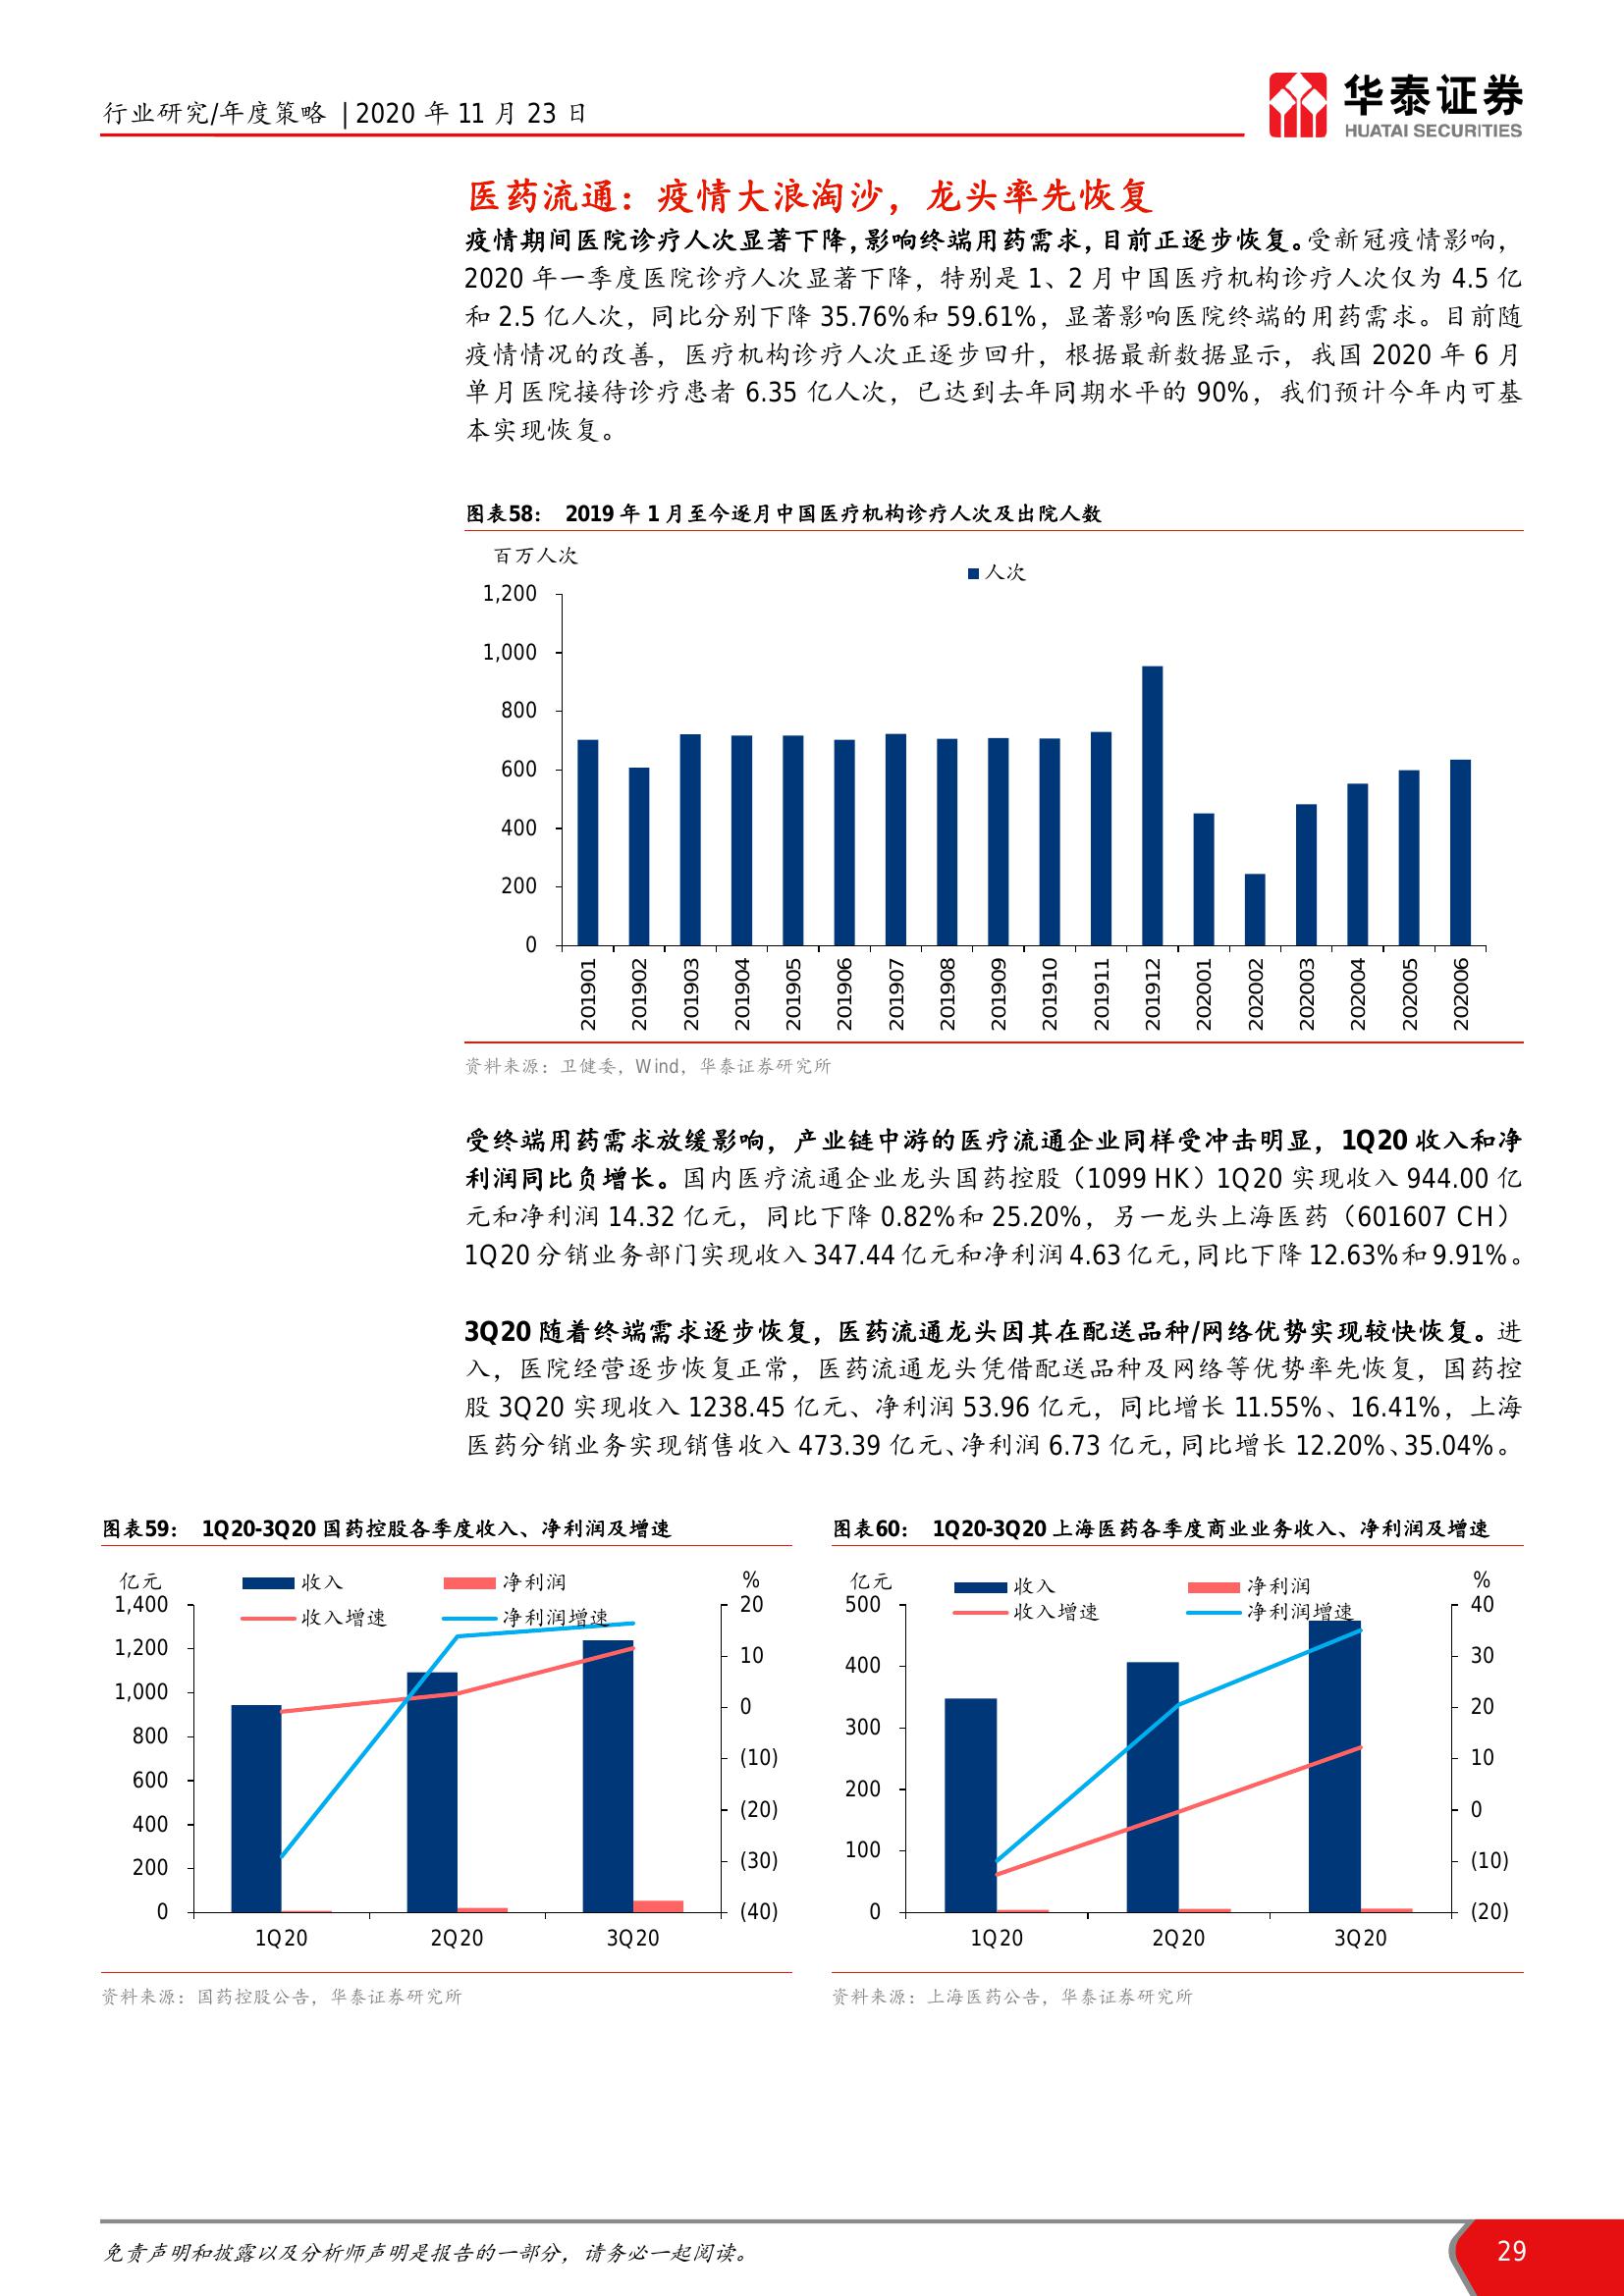 行业研究/年度策略 | 2020 年 11 月 23 日
华泰证券
HUATAI SECURITIES
医药流通：疫情大浪淘沙，龙头率先恢复
疫情期间医院诊疗人次显著下降，影响终端用药需求，目前正逐步恢复。受新冠疫情影响，
2020 年一季度医院诊疗人次显著下降，特别是 1、2 月中国医疗机构诊疗人次仅为 4.5 亿
和 2.5 亿人次，同比分别下降 35.76%和 59.61%，显著影响医院终端的用药需求。目前随
疫情情况的改善，医疗机构诊疗人次正逐步回升，根据最新数据显示，我国 2020 年 6 月
单月医院接待诊疗患者 6.35 亿人次，已达到去年同期水平的 90%，我们预计今年内可基
本实现恢复。
图表58： 2019 年 1 月至今逐月中国医疗机构诊疗人次及出院人数
百万人次
人次
1,200
1,000
800
600
400
200
0
201901 201902 201903 201904 201905 201906 201907 201908 201909 201910 201911 201912 202001 202002 202003 202004 202005 202006
资料来源：卫健委，Wind，华泰证券研究所
受终端用药需求放缓影响，产业链中游的医疗流通企业同样受冲击明显，1Q20 收入和净
利润同比负增长。国内医疗流通企业龙头国药控股（1099 HK）1Q20 实现收入 944.00 亿
元和净利润 14.32 亿元，同比下降 0.82%和 25.20%，另一龙头上海医药（601607 CH）
1Q20 分销业务部门实现收入 347.44 亿元和净利润 4.63 亿元，同比下降 12.63%和 9.91%。
3Q20 随着终端需求逐步恢复，医药流通龙头因其在配送品种/网络优势实现较快恢复。进
入，医院经营逐步恢复正常，医药流通龙头凭借配送品种及网络等优势率先恢复，国药控
股 3Q20 实现收入 1238.45 亿元、净利润 53.96 亿元，同比增长 11.55%、16.41%，上海
医药分销业务实现销售收入 473.39 亿元、净利润 6.73 亿元，同比增长 12.20%、35.04%。
图表59： 1Q20-3Q20 国药控股各季度收入、净利润及增速
亿元
收入 净利润
收入增速 净利润增速
%
1,400
1,200
1,000
800
600
400
200
0
20
10
0
(10)
(20)
(30)
(40)
1Q20 2Q20 3Q20
资料来源：国药控股公告，华泰证券研究所
图表60： 1Q20-3Q20 上海医药各季度商业业务收入、净利润及增速
亿元
收入 净利润
收入增速 净利润增速
%
500
400
300
200
100
0
40
30
20
10
0
(10)
(20)
1Q20 2Q20 3Q20
资料来源：上海医药公告，华泰证券研究所
免责声明和披露以及分析师声明是报告的一部分，请务必一起阅读。
29